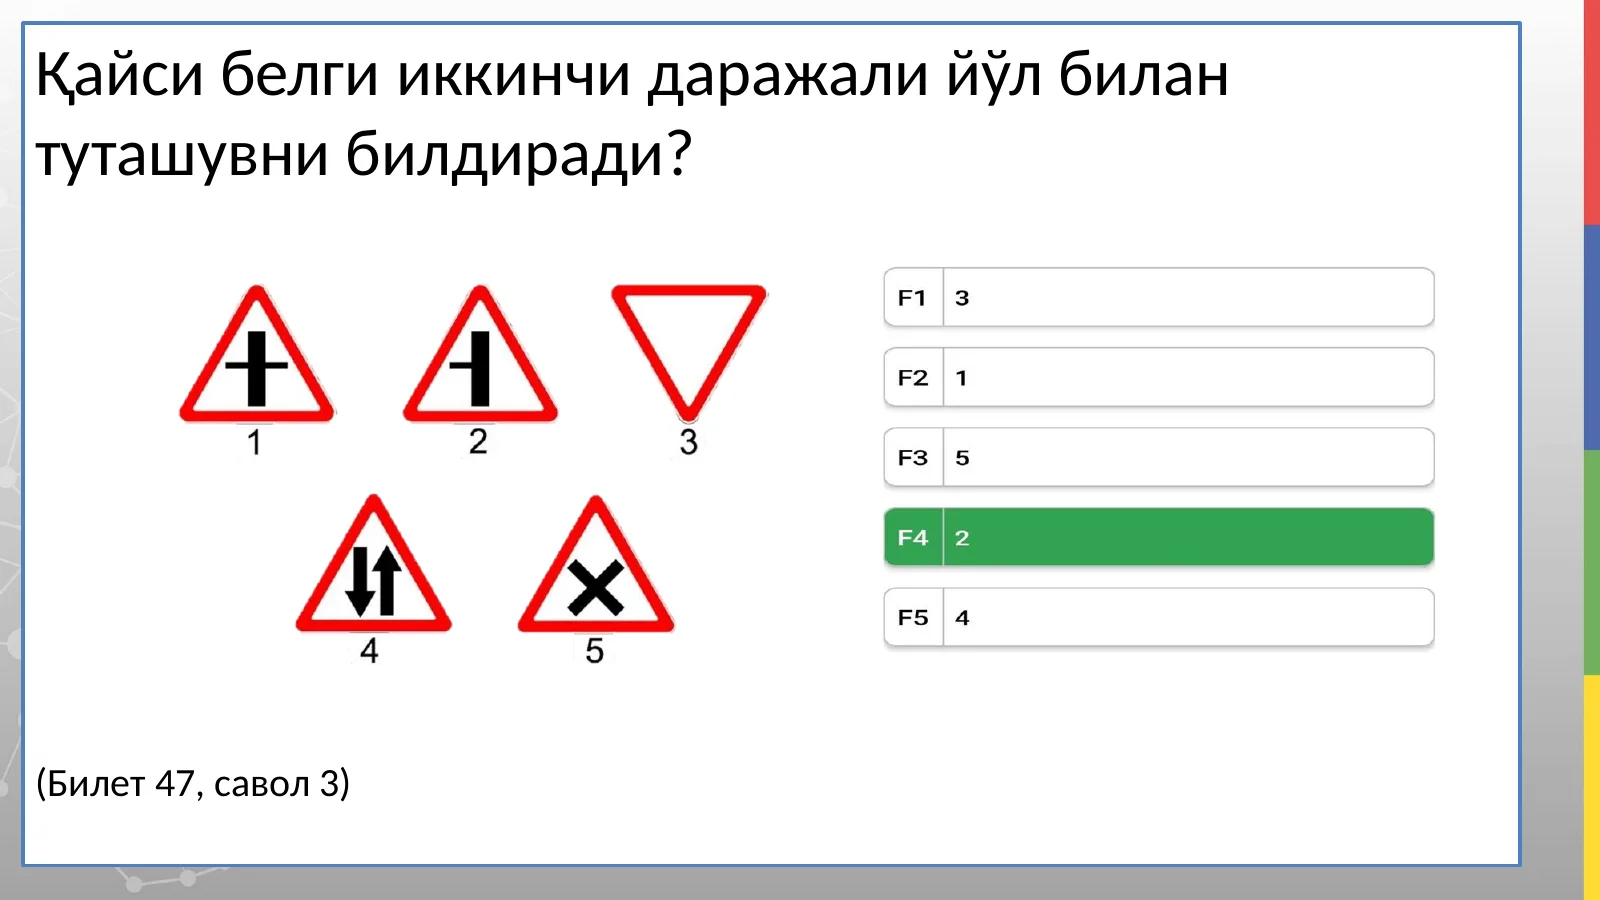 Қайси белги иккинчи даражали йўл билан
туташувни билдиради?
1
2
3
4
5
F1 3
F2 1
F3 5
F4 2
F5 4
(Билет 47, савол 3)